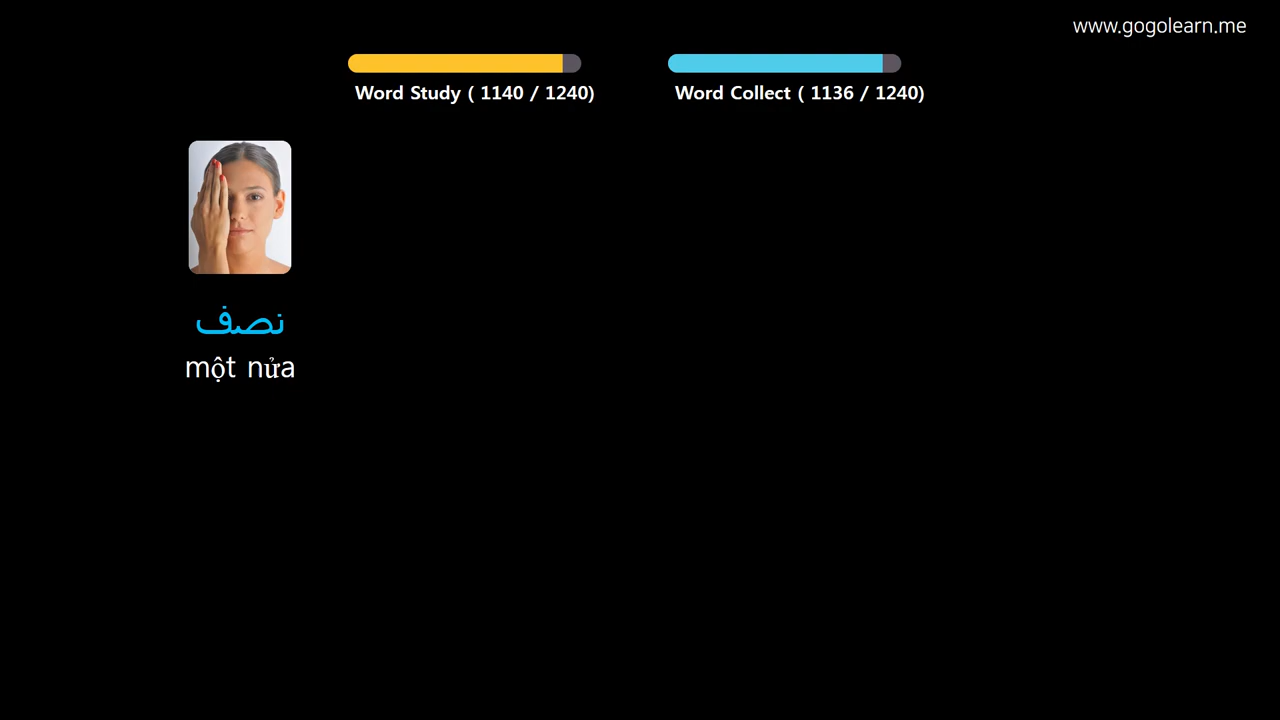 www.gogolearn.me
Word Study ( 1140 / 1240)
Word Collect ( 1136 / 1240)
نصف
một nửa